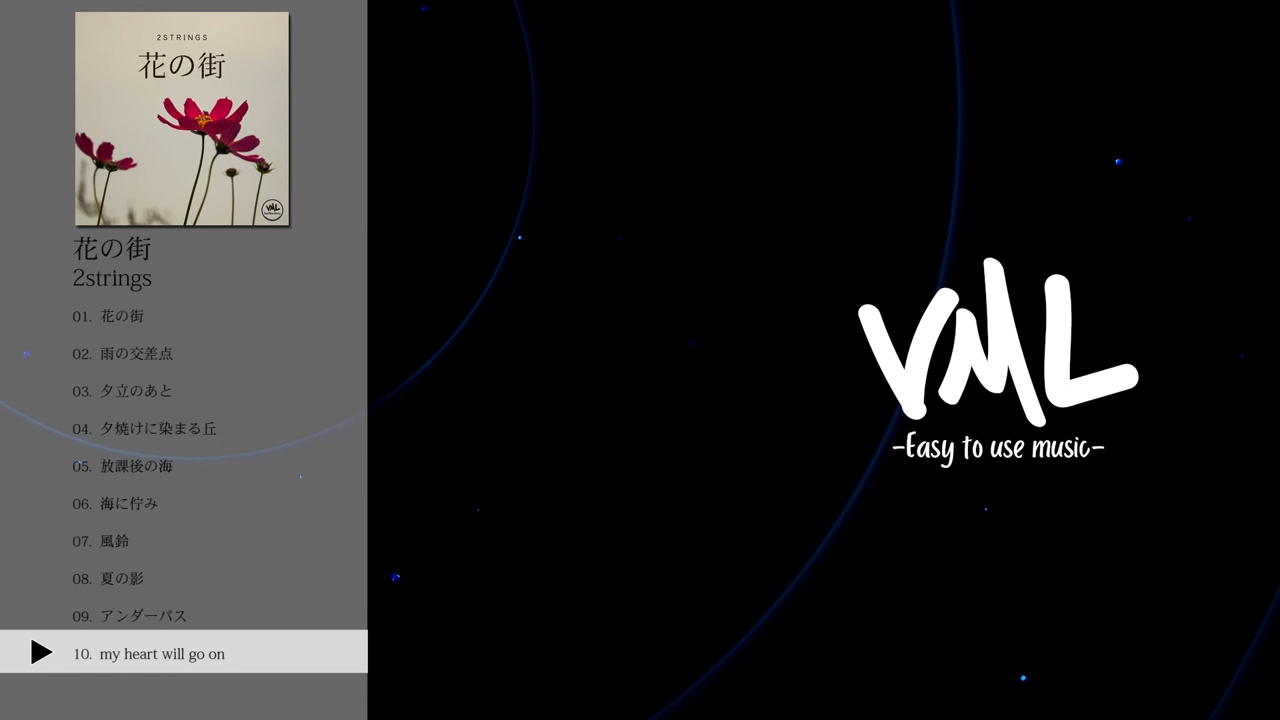 2STRINGS
花の街
VML
花の街
2strings
01. 花の街
02. 雨の交差点
03. 夕立のあと
04. 夕焼けに染まる丘
05. 放課後の海
06. 海に佇み
07. 風鈴
08. 夏の影
09. アンダーパス
10. my heart will go on
VML
-Easy to use music-